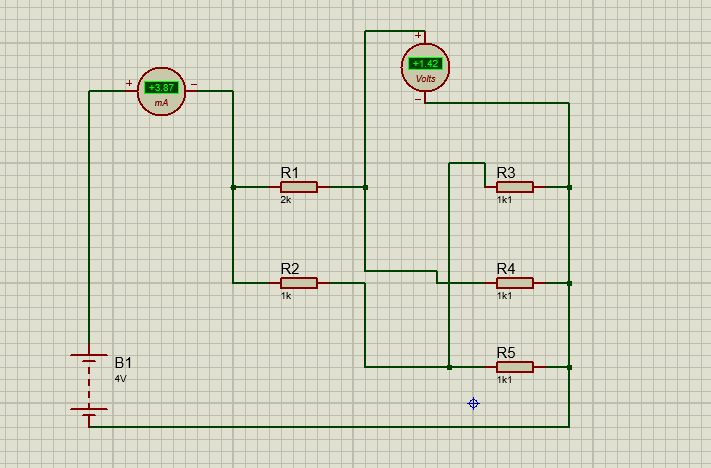 +
+1.42
Volts
−
+
+3.87
mA
−
R1
2k
R3
1k1
R2
1k
R4
1k1
R5
1k1
B1
4V